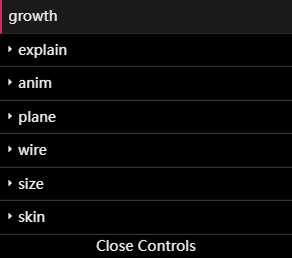 growth
explain
anim
plane
wire
size
skin
Close Controls